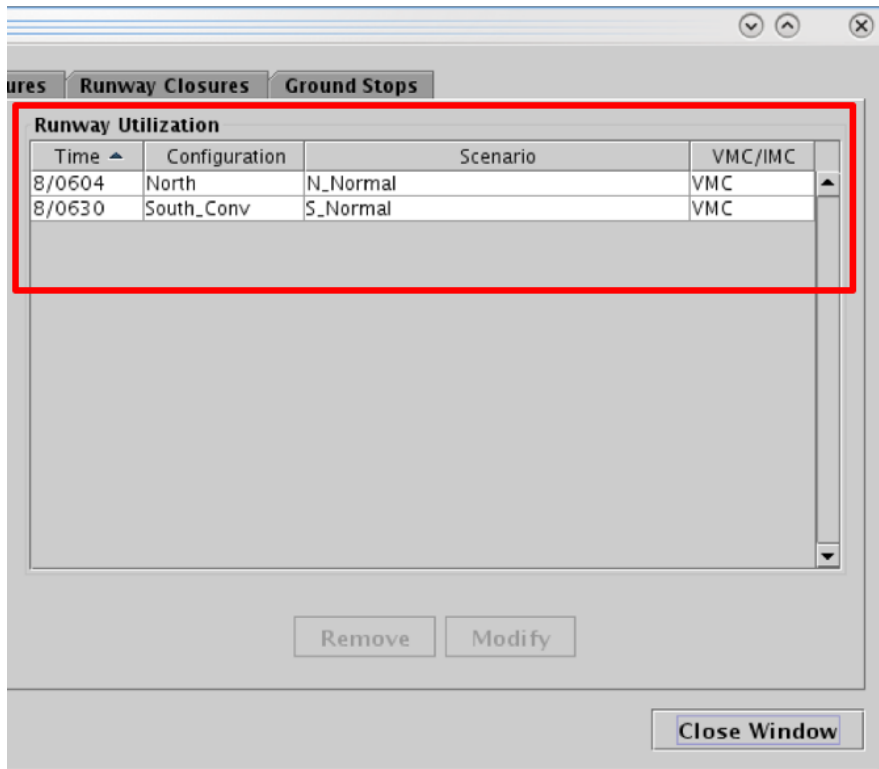 ures Runway Closures Ground Stops
Runway Utilization
Time Configuration Scenario VMC/IMC
8/0604 North N_Normal VMC
8/0630 South_Conv S_Normal VMC
Remove Modify
Close Window